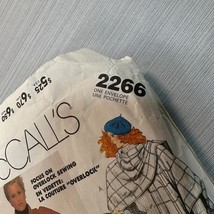 2266
ONE ENVELOPE
UNE POCHETTE
CALL'S
FOCUS ON
OVERLOCK SEWING
EN VEDETTE:
LA COUTURE "OVERLOCK"